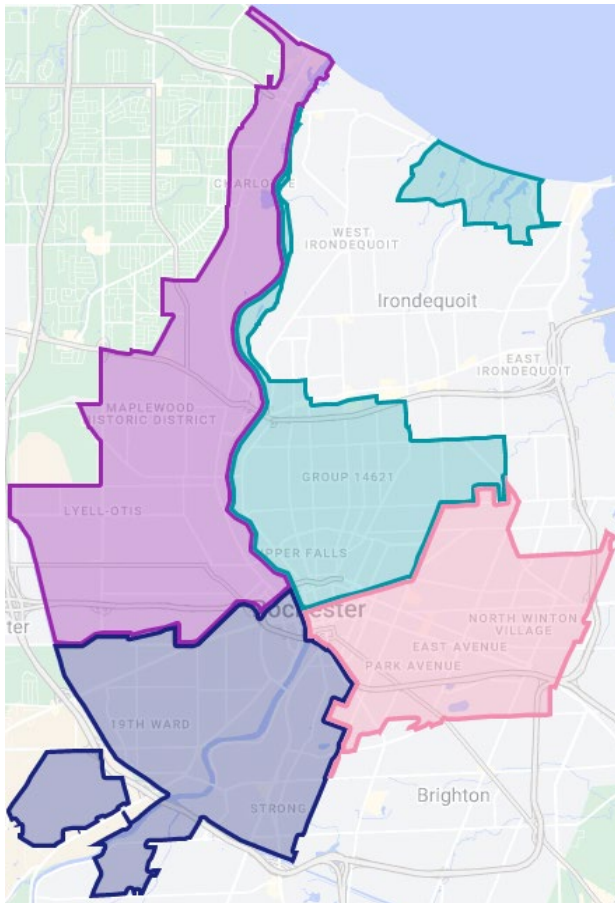 CHARLOTTE
WEST
IRONDEQUOIT
Irondequoit
EAST
IRONDEQUOIT
MAPLEWOOD
HISTORIC DISTRICT
GROUP 14621
LYELL-OTIS
UPPER FALLS
Rochester
ter
NORTH WINTON
VILLAGE
EAST AVENUE
PARK AVENUE
19TH WARD
STRONG
Brighton